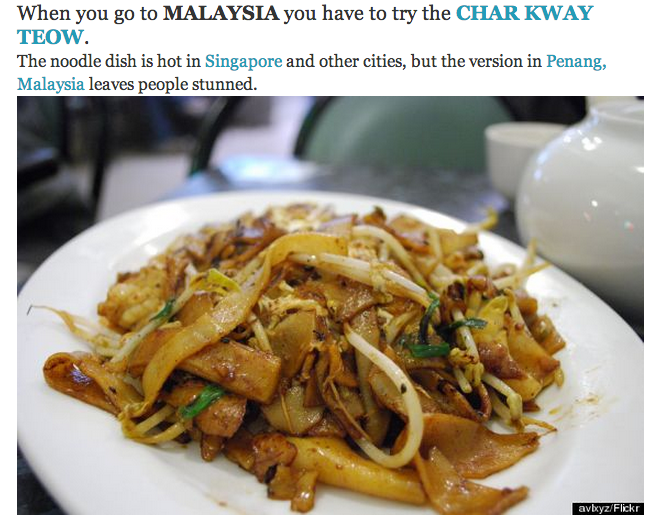 When you go to MALAYSIA you have to try the CHAR KWAY
TEOW.
The noodle dish is hot in Singapore and other cities, but the version in Penang,
Malaysia leaves people stunned.
avlxyz/Flickr